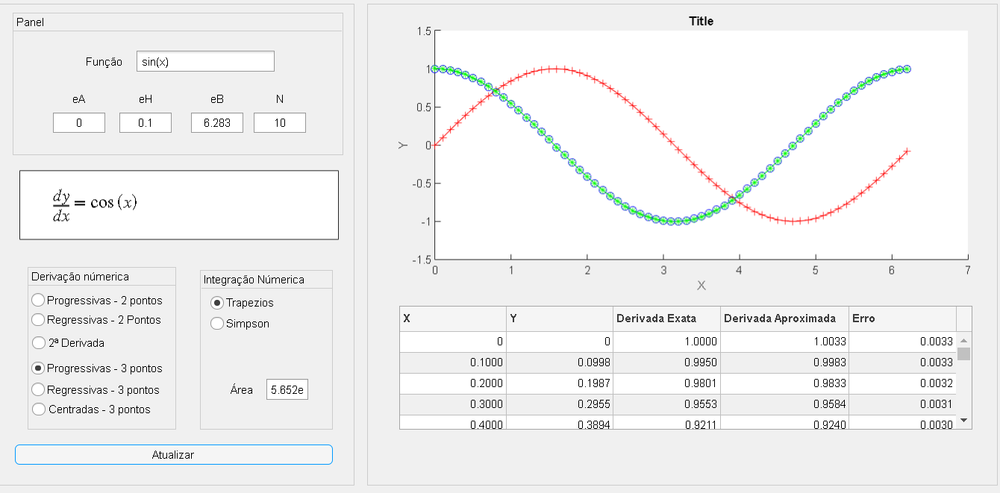 Panel
Função sin(x)
eA eH eB N
0 0.1 6.283 10
dy/dx = cos (x)
Derivação númerica
Progressivas - 2 pontos
Regressivas - 2 Pontos
2ª Derivada
Progressivas - 3 pontos
Regressivas - 3 pontos
Centradas - 3 pontos
Integração Númerica
Trapezios
Simpson
Área 5.652e
Atualizar
Title
1.5
1
0.5
0
-0.5
-1
-1.5
Y
0 1 2 3 4 5 6 7
X
X Y Derivada Exata Derivada Aproximada Erro
0 0 1.0000 1.0033 0.0033
0.1000 0.0998 0.9950 0.9983 0.0033
0.2000 0.1987 0.9801 0.9833 0.0032
0.3000 0.2955 0.9553 0.9584 0.0031
0.4000 0.3894 0.9211 0.9240 0.0030